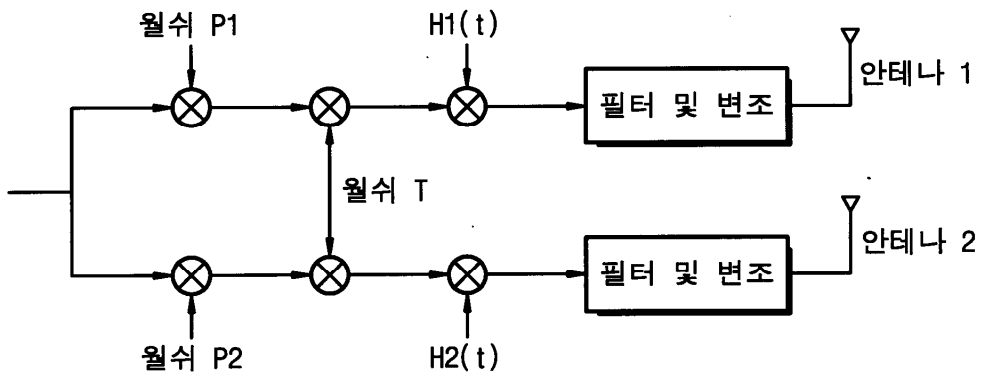 월쉬 P1
H1(t)
필터 및 변조
안테나 1
월쉬 T
필터 및 변조
안테나 2
월쉬 P2
H2(t)